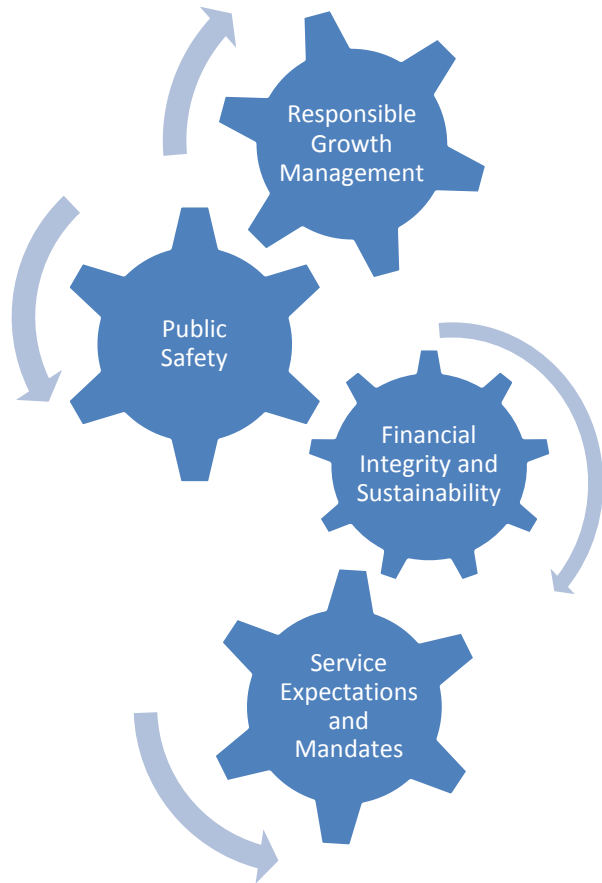 Responsible
Growth
Management
Public
Safety
Financial
Integrity and
Sustainability
Service
Expectations
and
Mandates